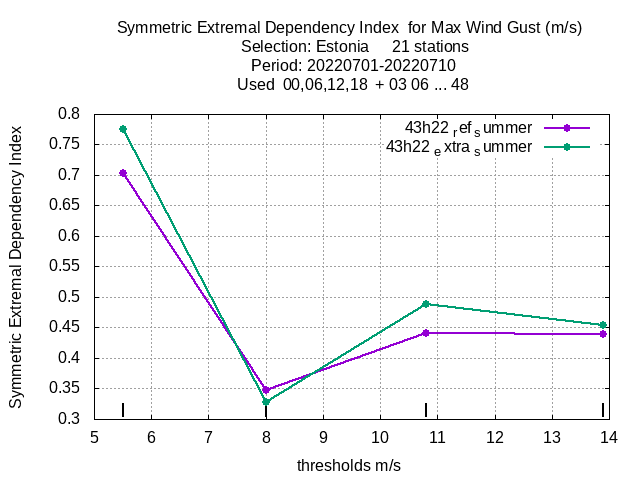 Symmetric Extremal Dependency Index for Max Wind Gust (m/s)
Selection: Estonia 21 stations
Period: 20220701-20220710
Used 00,06,12,18 + 03 06 ... 48
43h22 ref summer
43h22 extra summer
Symmetric Extremal Dependency Index
0.8
0.75
0.7
0.65
0.6
0.55
0.5
0.45
0.4
0.35
0.3
5 6 7 8 9 10 11 12 13 14
thresholds m/s